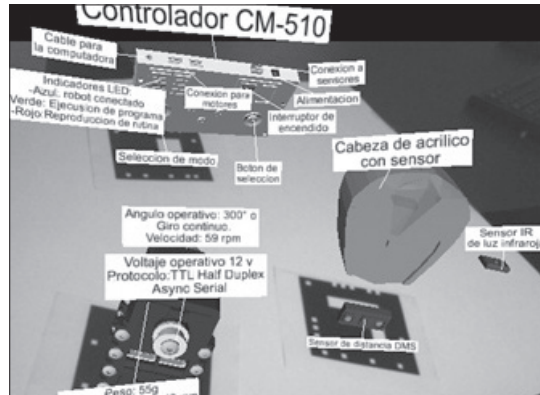 Controlador CM-510
Cable para
la computadora
Conexion a
sensores
Indicadores LED:
-Azul. robot conectado
Verde: Ejecusion de programa
-Rojo:Reproduccion de rutina
Conexion para
motores
Alimentacion
Interruptor de
encendido
Seleccion de modo
Boton de
seleccion
Cabeza de acrilico
con sensor
Angulo operativo: 300° o
Giro continuo.
Velocidad: 59 rpm
Sensor IR
de luz infraroja
Voltaje operativo 12 v
Protocolo:TTL Half Duplex
Async Serial
Sensor de distancia DMS
Peso: 55g